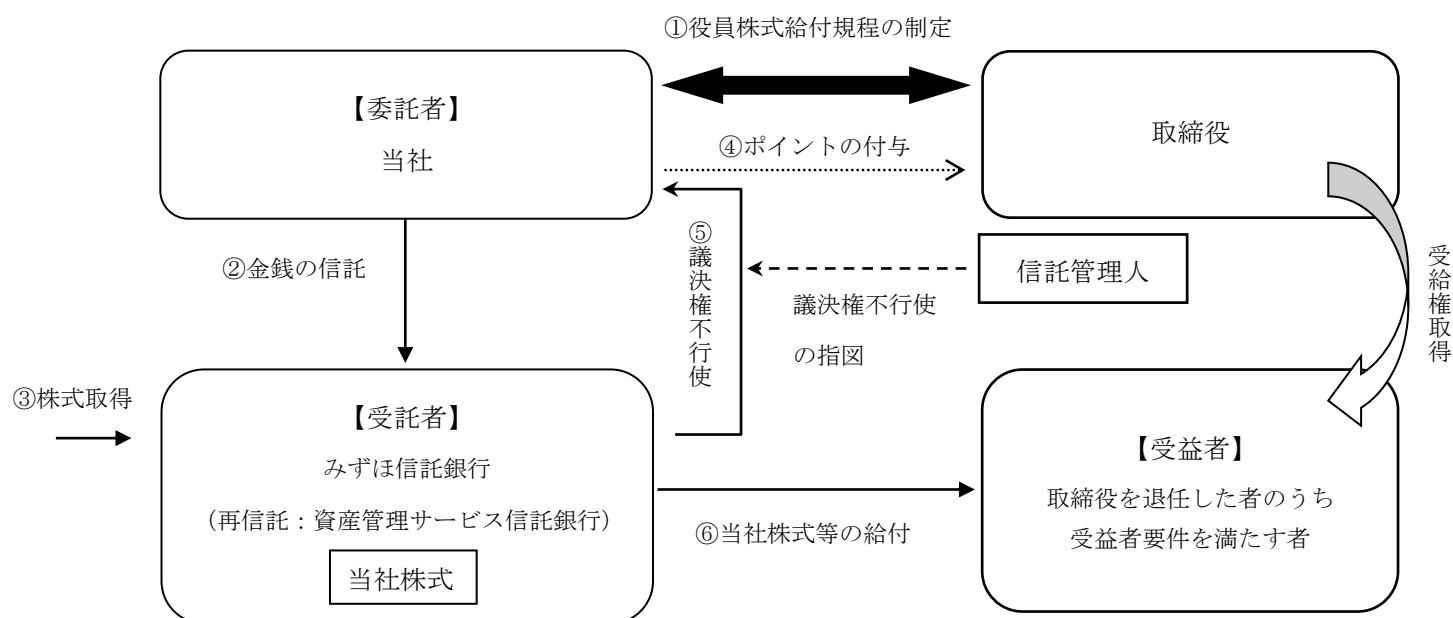 ①役員株式給付規程の制定
【委託者】
当社
取締役
④ポイントの付与
②金銭の信託
⑤議決権不行使
信託管理人
議決権不行使
の指図
受給権取得
③株式取得
【受託者】
みずほ信託銀行
（再信託：資産管理サービス信託銀行）
当社株式
⑥当社株式等の給付
【受益者】
取締役を退任した者のうち
受益者要件を満たす者